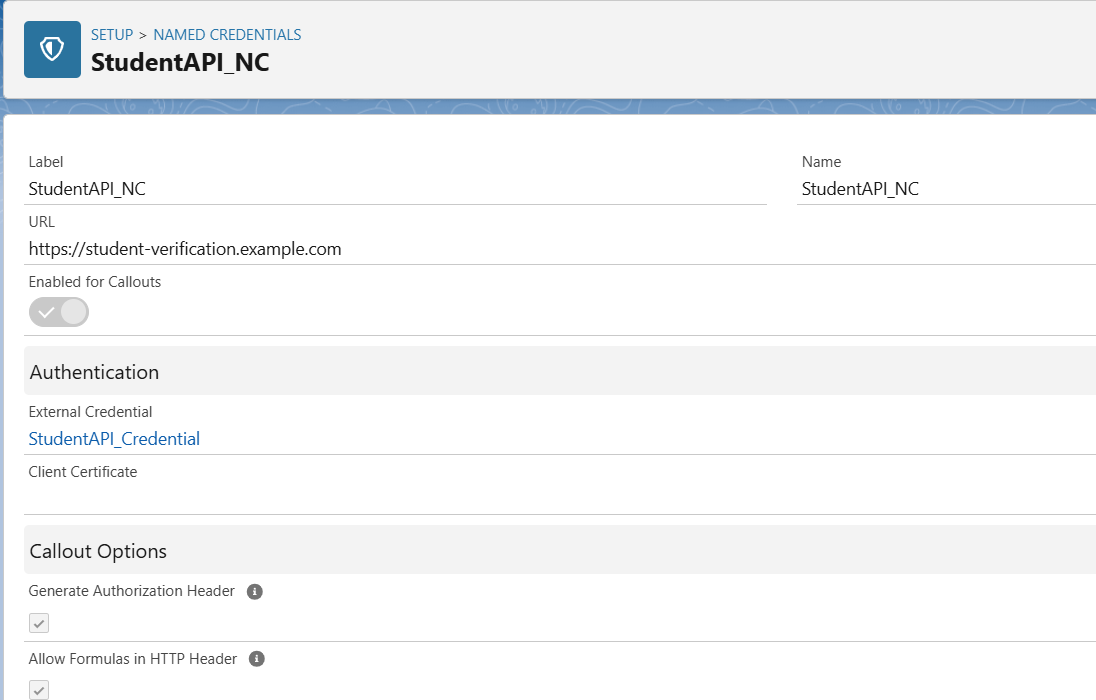 SETUP > NAMED CREDENTIALS
StudentAPI_NC
Label
StudentAPI_NC
Name
StudentAPI_NC
URL
https://student-verification.example.com
Enabled for Callouts
Authentication
External Credential
StudentAPI_Credential
Client Certificate
Callout Options
Generate Authorization Header
Allow Formulas in HTTP Header